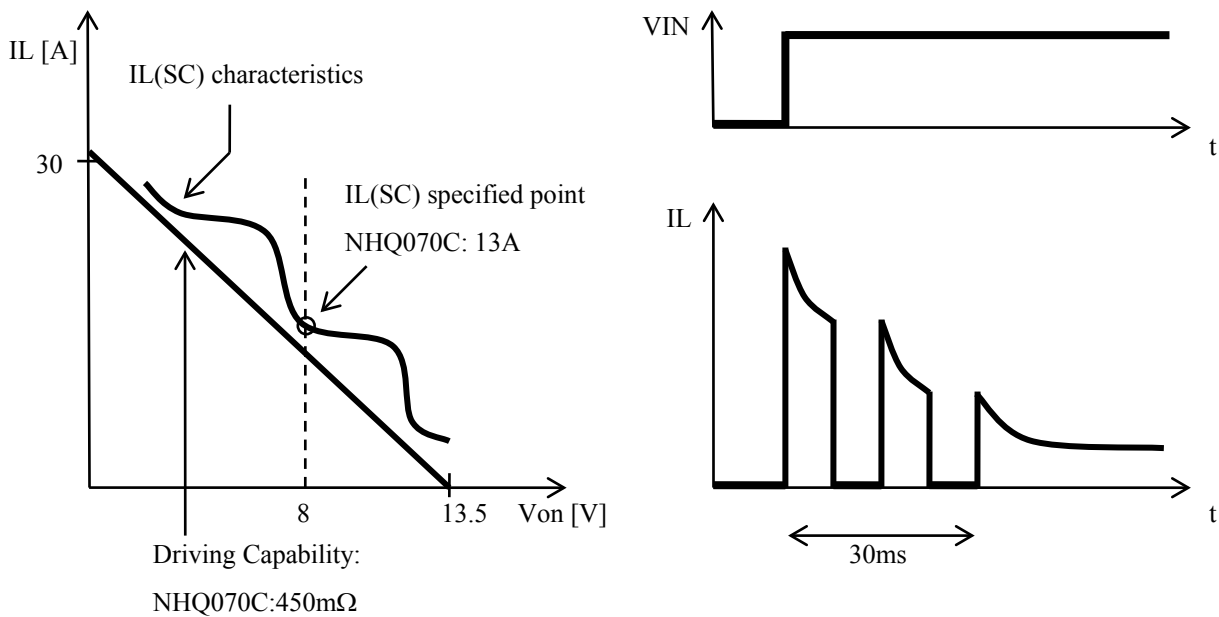 IL [A]
IL(SC) characteristics
30
IL(SC) specified point
NHQ070C: 13A
8
13.5
Von [V]
Driving Capability:
NHQ070C:450mΩ
VIN
t
IL
t
30ms